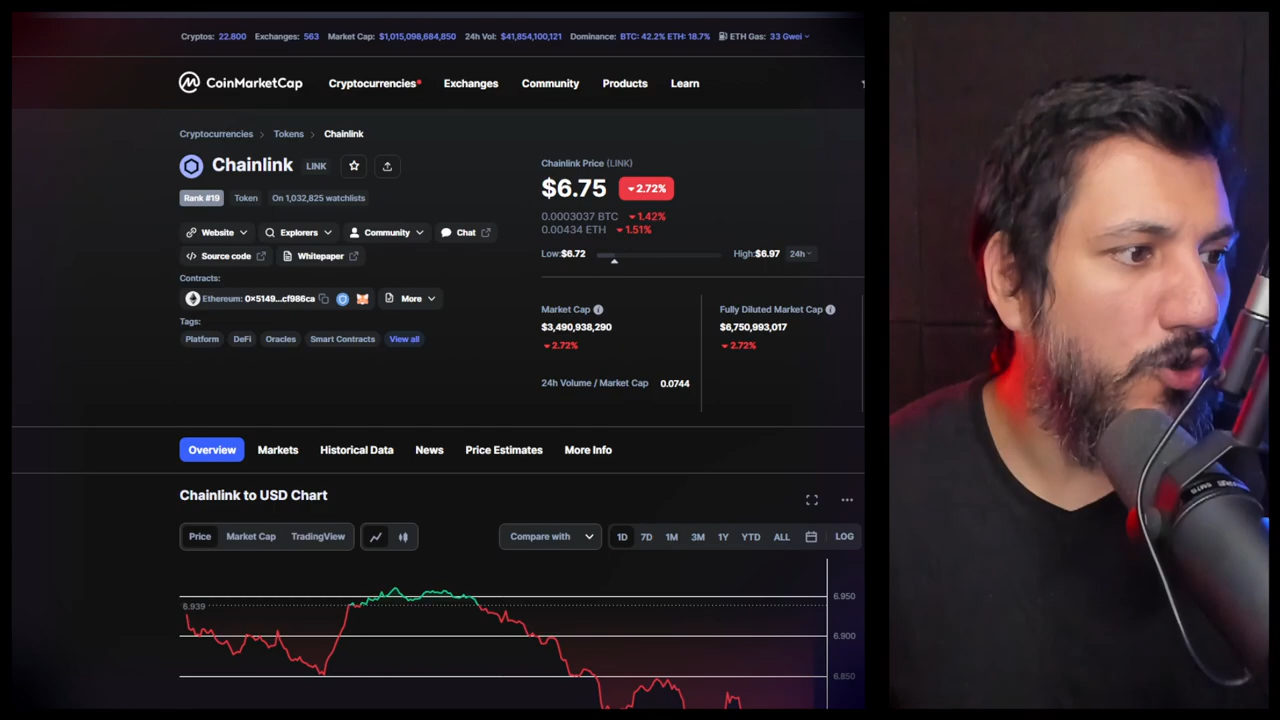 Cryptos: 22.800 Exchanges: 563 Market Cap: $1,015,098,684,850 24h Vol: $41,854,100,121 Dominance: BTC: 42.2% ETH: 18.7% ETH Gas: 33 Gwei
CoinMarketCap Cryptocurrencies Exchanges Community Products Learn
Cryptocurrencies > Tokens > Chainlink
Chainlink LINK
Rank #19 Token On 1,032,825 watchlists
Website Explorers Community Chat
Source code Whitepaper
Contracts:
Ethereum: 0x5149...cf986ca More
Tags:
Platform DeFi Oracles Smart Contracts View all
Chainlink Price (LINK)
$6.75 2.72%
0.0003037 BTC 1.42%
0.00434 ETH 1.51%
Low:$6.72 High:$6.97 24h
Market Cap
$3,490,938,290
2.72%
Fully Diluted Market Cap
$6,750,993,017
2.72%
24h Volume / Market Cap 0.0744
Overview Markets Historical Data News Price Estimates More Info
Chainlink to USD Chart
Price Market Cap TradingView Compare with 1D 7D 1M 3M 1Y YTD ALL LOG
6.950
6.939
6.900
6.850
SM7B